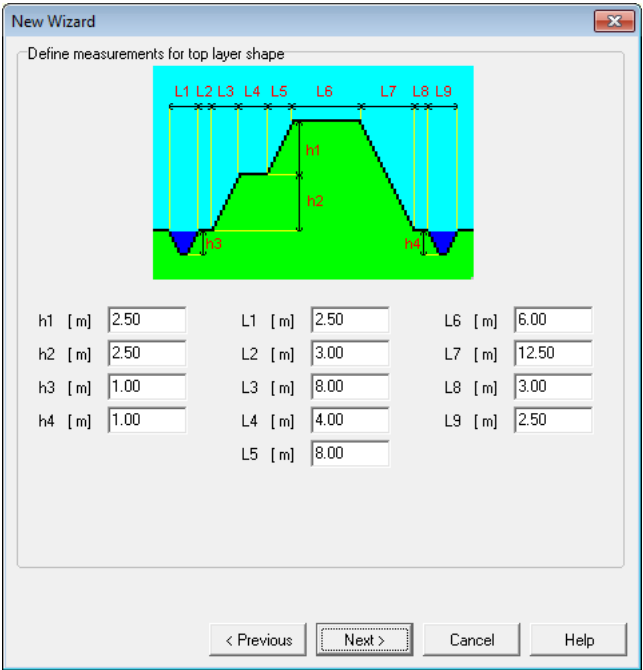 New Wizard
Define measurements for top layer shape
L1 L2 L3 L4 L5 L6 L7 L8 L9
h1
h2
h3 h4
h1 [ m] 2.50 L1 [ m] 2.50 L6 [ m] 6.00
h2 [ m] 2.50 L2 [ m] 3.00 L7 [ m] 12.50
h3 [ m] 1.00 L3 [ m] 8.00 L8 [ m] 3.00
h4 [ m] 1.00 L4 [ m] 4.00 L9 [ m] 2.50
L5 [ m] 8.00
< Previous Next > Cancel Help